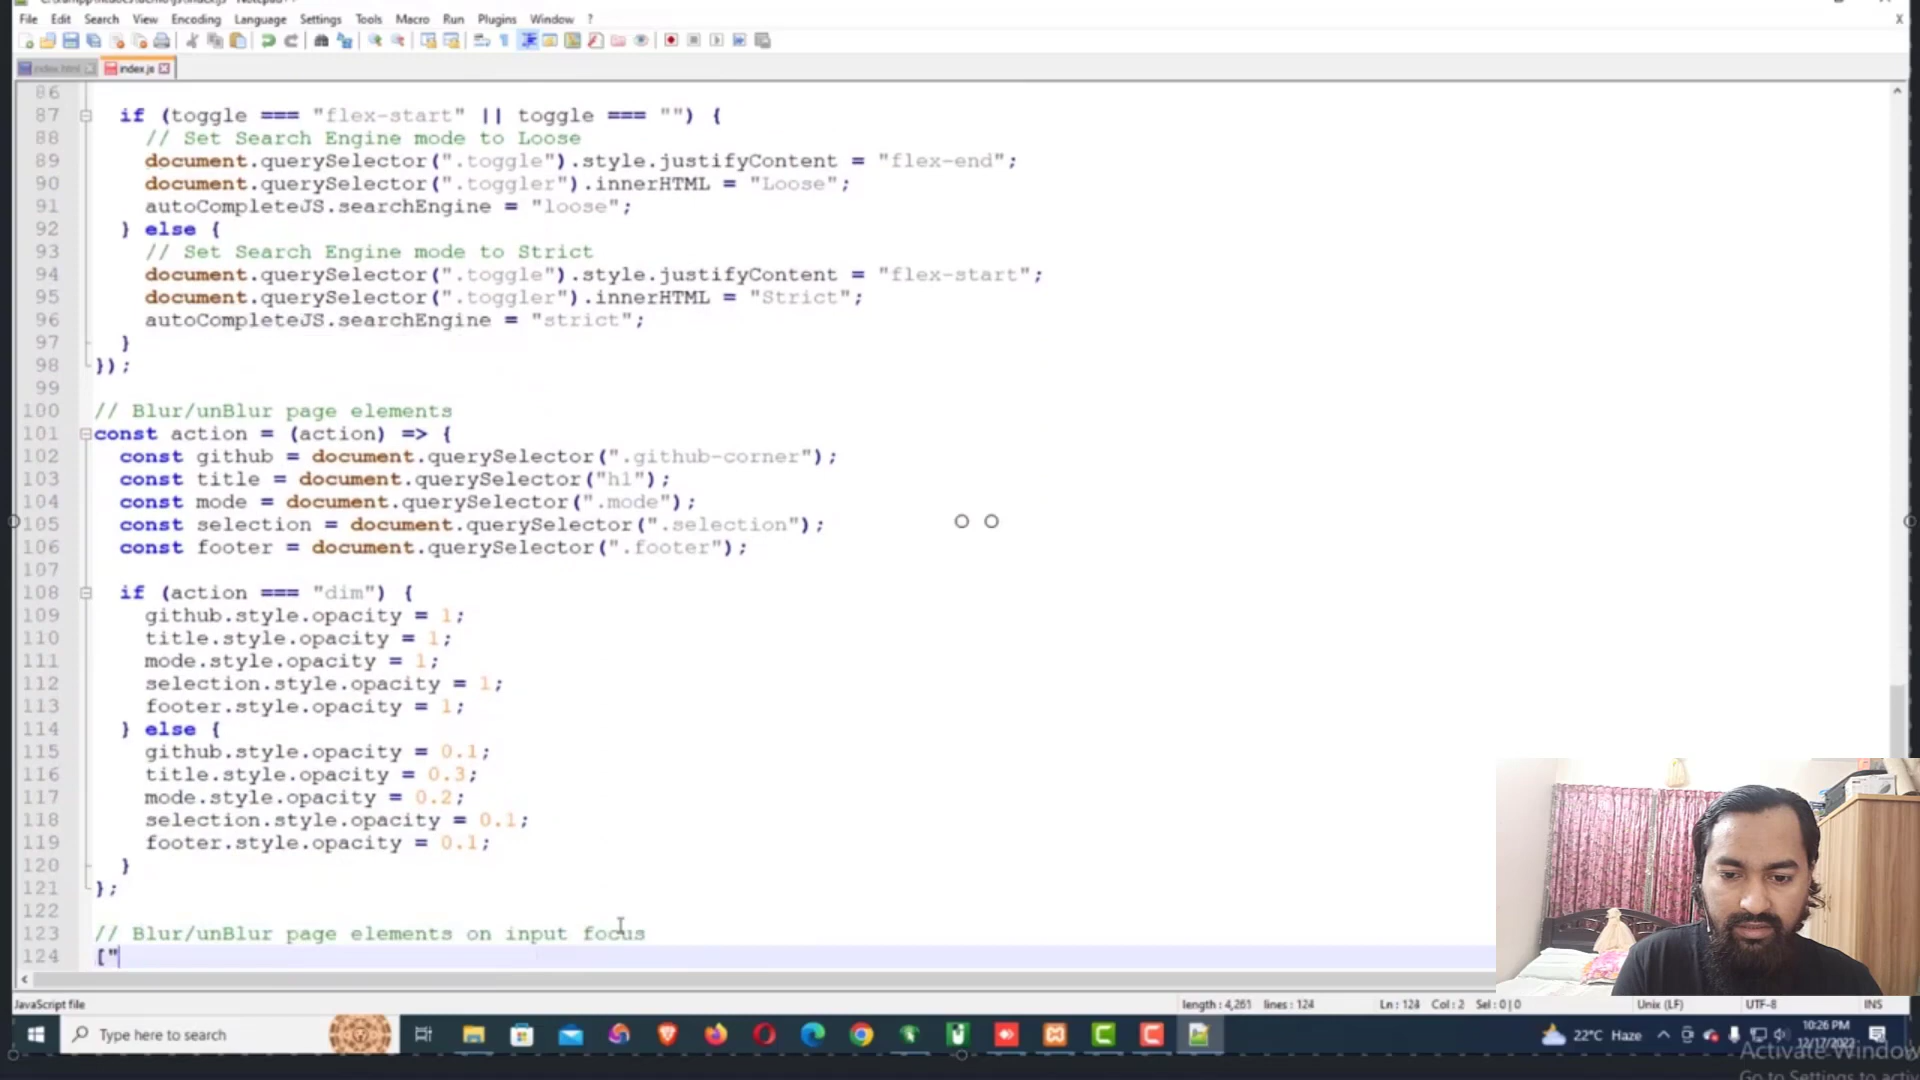 File Edit Search View Encoding Language Settings Tools Macro Run Plugins Window ? X
index.html index.js
86
87 if (toggle === "flex-start" || toggle === "") {
88 // Set Search Engine mode to Loose
89 document.querySelector(".toggle").style.justifyContent = "flex-end";
90 document.querySelector(".toggler").innerHTML = "Loose";
91 autoCompleteJS.searchEngine = "loose";
92 } else {
93 // Set Search Engine mode to Strict
94 document.querySelector(".toggle").style.justifyContent = "flex-start";
95 document.querySelector(".toggler").innerHTML = "Strict";
96 autoCompleteJS.searchEngine = "strict";
97 }
98 });
99
100 // Blur/unBlur page elements
101 const action = (action) => {
102 const github = document.querySelector(".github-corner");
103 const title = document.querySelector("h1");
104 const mode = document.querySelector(".mode");
105 const selection = document.querySelector(".selection");
106 const footer = document.querySelector(".footer");
107
108 if (action === "dim") {
109 github.style.opacity = 1;
110 title.style.opacity = 1;
111 mode.style.opacity = 1;
112 selection.style.opacity = 1;
113 footer.style.opacity = 1;
114 } else {
115 github.style.opacity = 0.1;
116 title.style.opacity = 0.3;
117 mode.style.opacity = 0.2;
118 selection.style.opacity = 0.1;
119 footer.style.opacity = 0.1;
120 }
121 };
122
123 // Blur/unBlur page elements on input focus
124 ["
JavaScript file length : 4,261 lines : 124 Ln : 124 Col : 2 Sel : 0 | 0 Unix (LF) UTF-8 INS
Type here to search 22°C Haze 10:26 PM
12/17/2022
Activate Window